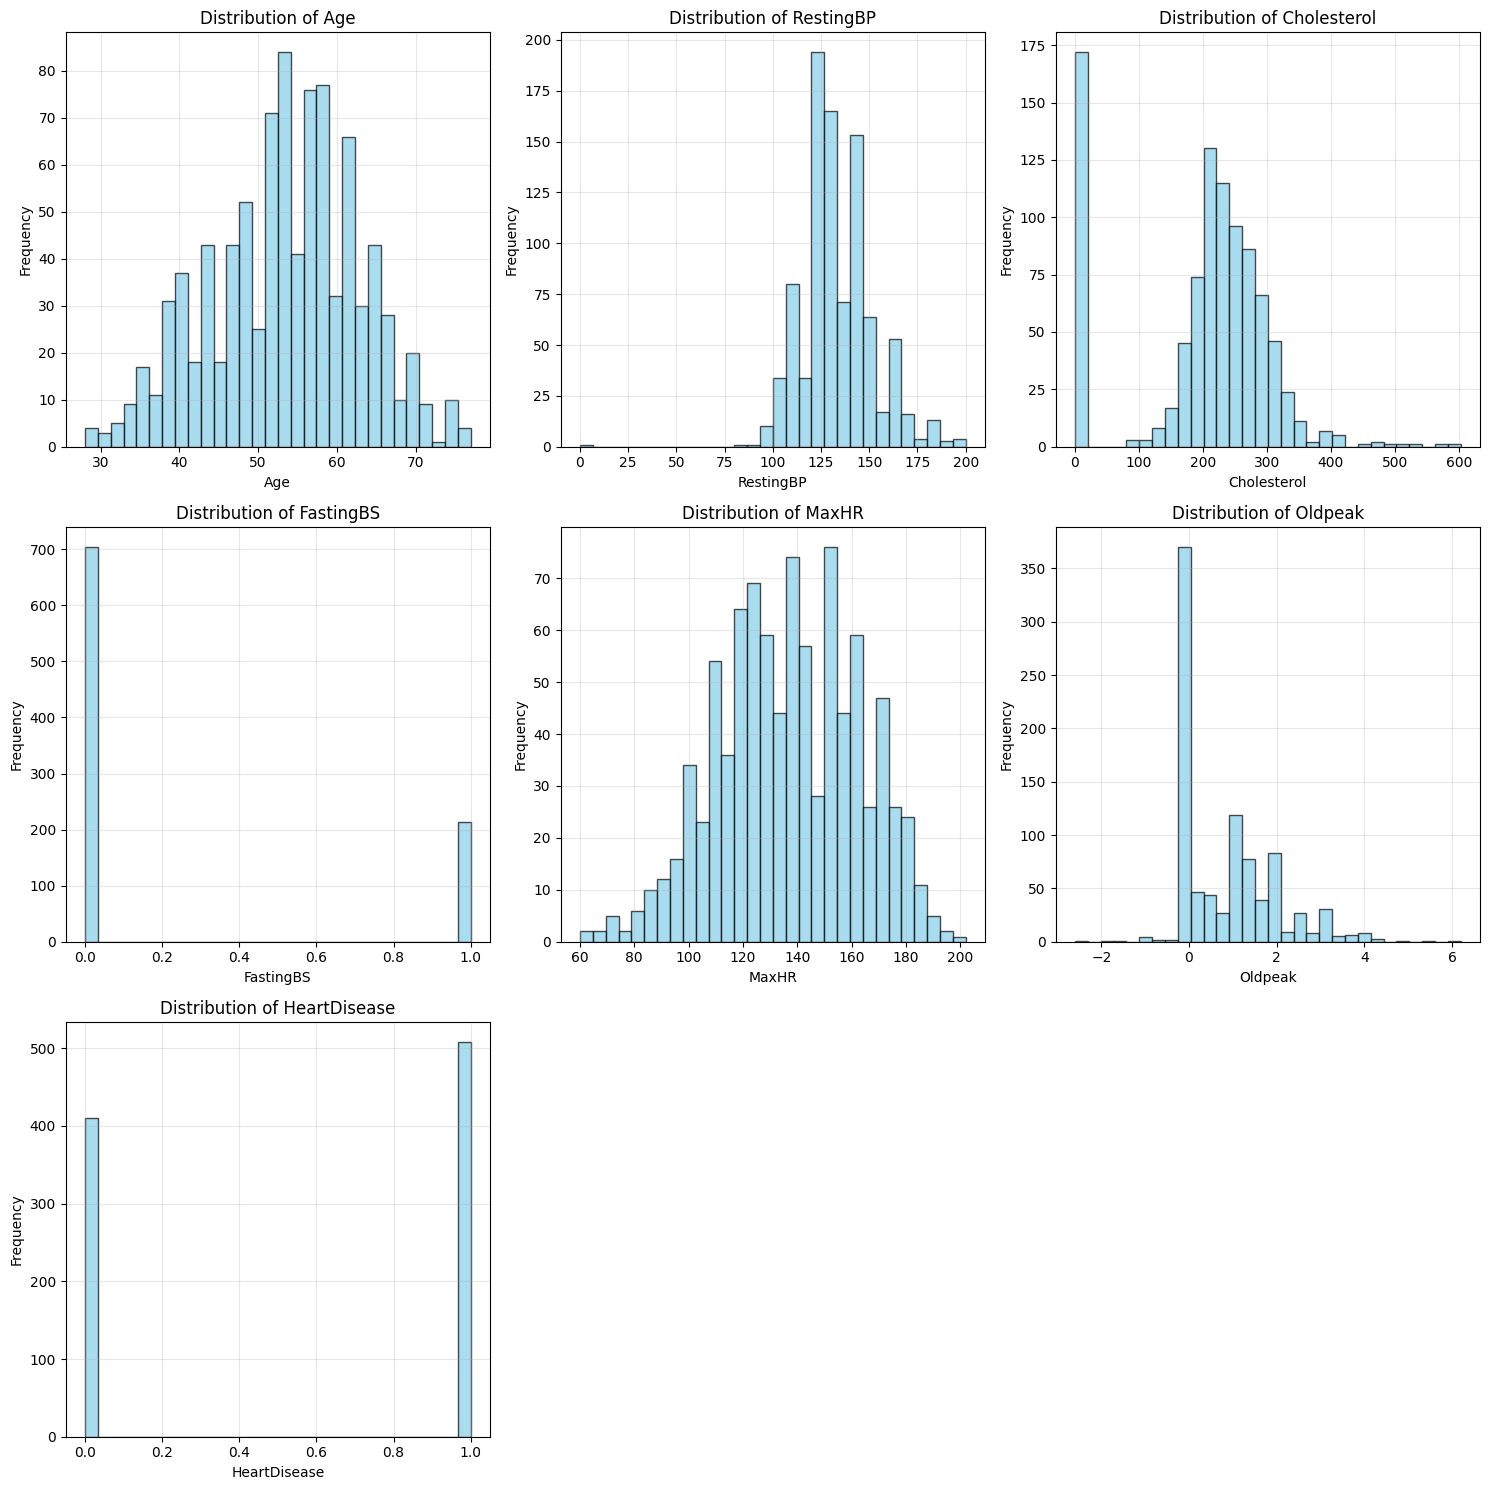 Distribution of Age
Frequency
80
70
60
50
40
30
20
10
0
30 40 50 60 70
Age
Distribution of RestingBP
Frequency
200
175
150
125
100
75
50
25
0
0 25 50 75 100 125 150 175 200
RestingBP
Distribution of Cholesterol
Frequency
175
150
125
100
75
50
25
0
0 100 200 300 400 500 600
Cholesterol
Distribution of FastingBS
Frequency
700
600
500
400
300
200
100
0
0.0 0.2 0.4 0.6 0.8 1.0
FastingBS
Distribution of MaxHR
Frequency
70
60
50
40
30
20
10
0
60 80 100 120 140 160 180 200
MaxHR
Distribution of Oldpeak
Frequency
350
300
250
200
150
100
50
0
−2 0 2 4 6
Oldpeak
Distribution of HeartDisease
Frequency
500
400
300
200
100
0
0.0 0.2 0.4 0.6 0.8 1.0
HeartDisease